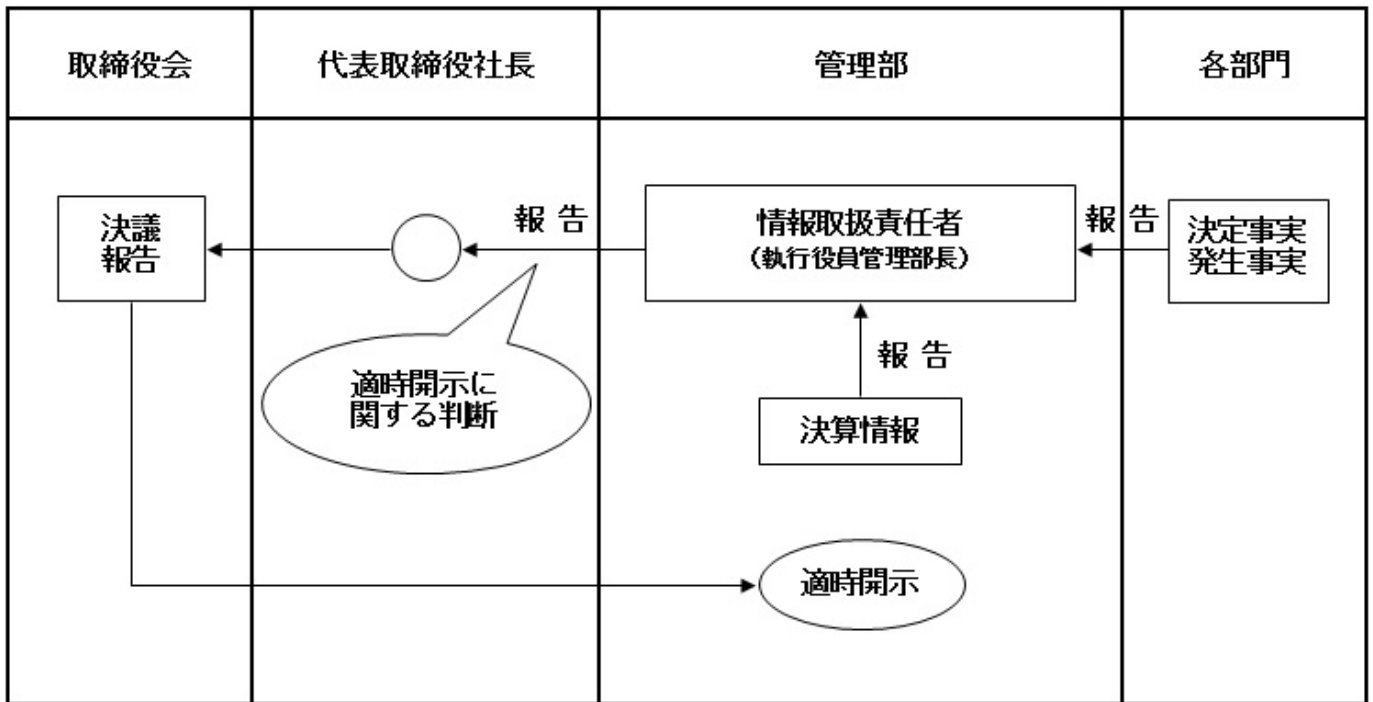 取締役会
代表取締役社長
管理部
各部門
決議
報告
報告
情報取扱責任者
（執行役員管理部長）
報告
決定事実
発生事実
適時開示に
関する判断
報告
決算情報
適時開示